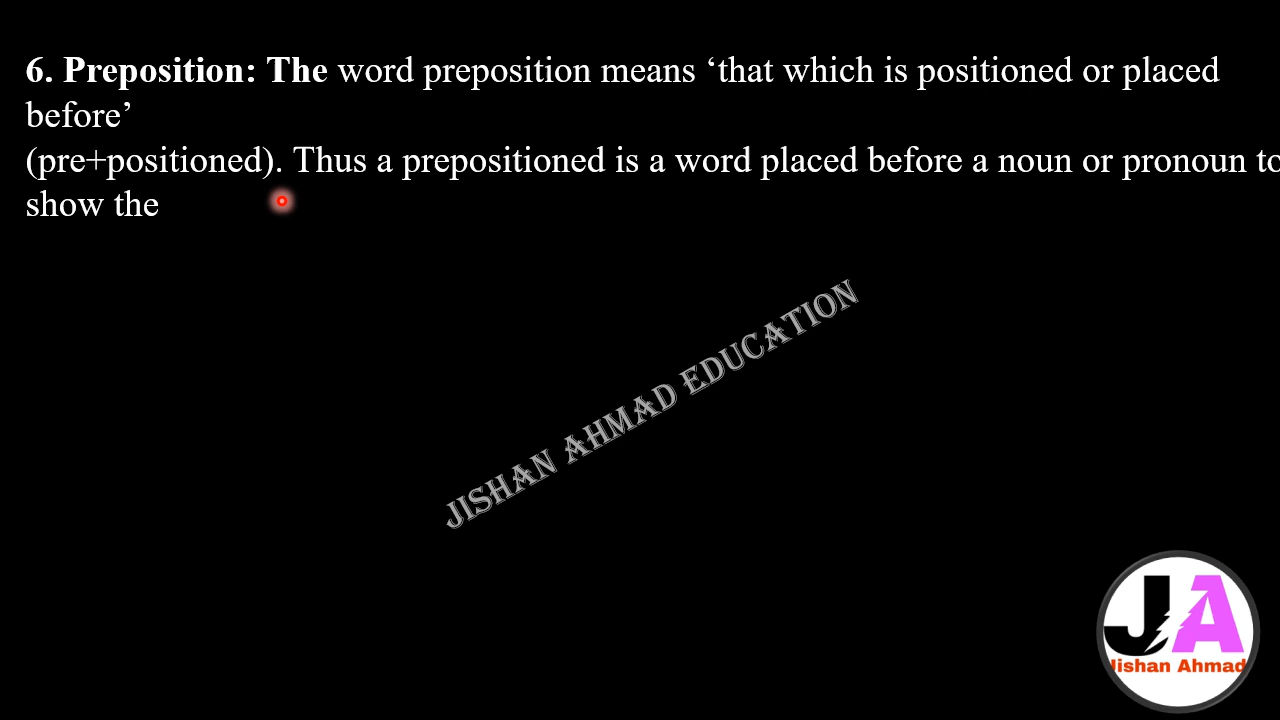 6. Preposition: The word preposition means ‘that which is positioned or placed
before’
(pre+positioned). Thus a prepositioned is a word placed before a noun or pronoun to
show the
JISHAN AHMAD EDUCATION
JA
Jishan Ahmad